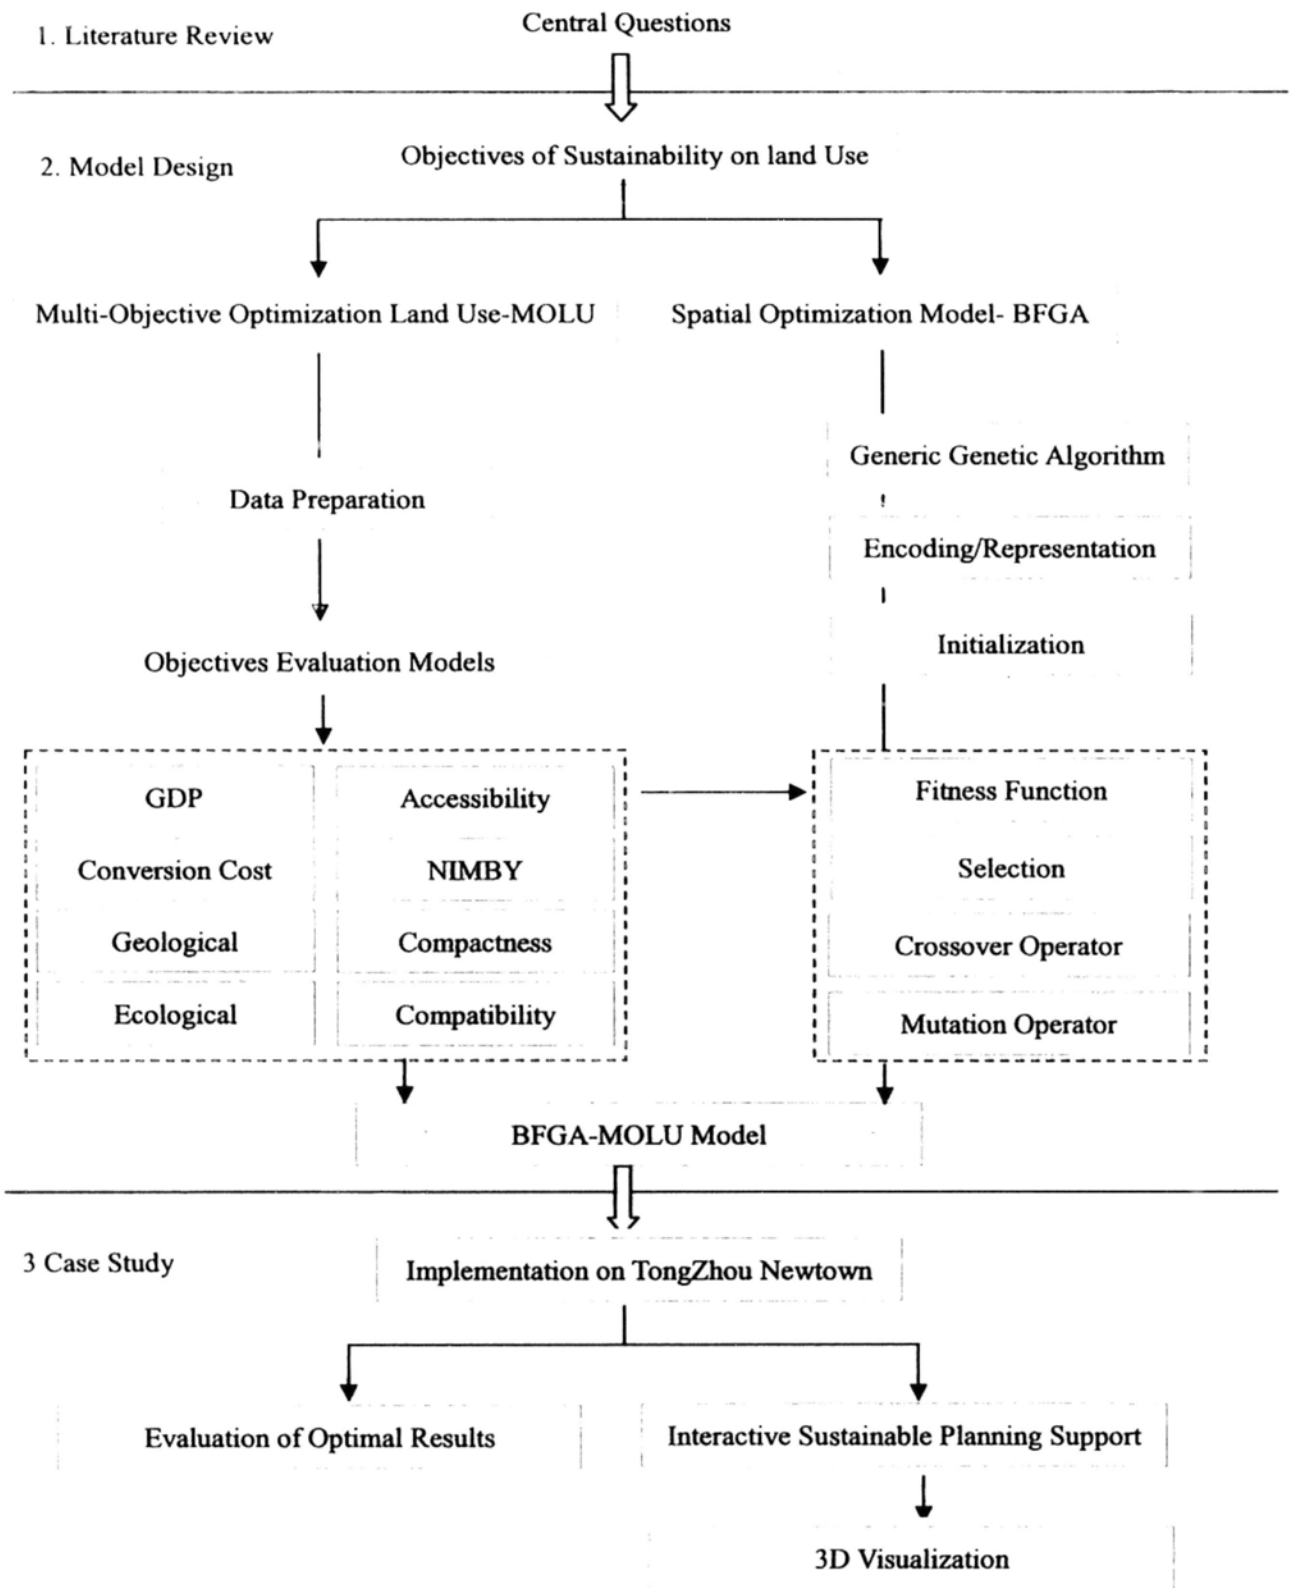 1. Literature Review
Central Questions
2. Model Design
Objectives of Sustainability on land Use
Multi-Objective Optimization Land Use-MOLU
Spatial Optimization Model- BFGA
Generic Genetic Algorithm
Data Preparation
Encoding/Representation
Initialization
Objectives Evaluation Models
GDP
Accessibility
Fitness Function
Conversion Cost
NIMBY
Selection
Geological
Compactness
Crossover Operator
Ecological
Compatibility
Mutation Operator
BFGA-MOLU Model
3 Case Study
Implementation on TongZhou Newtown
Evaluation of Optimal Results
Interactive Sustainable Planning Support
3D Visualization